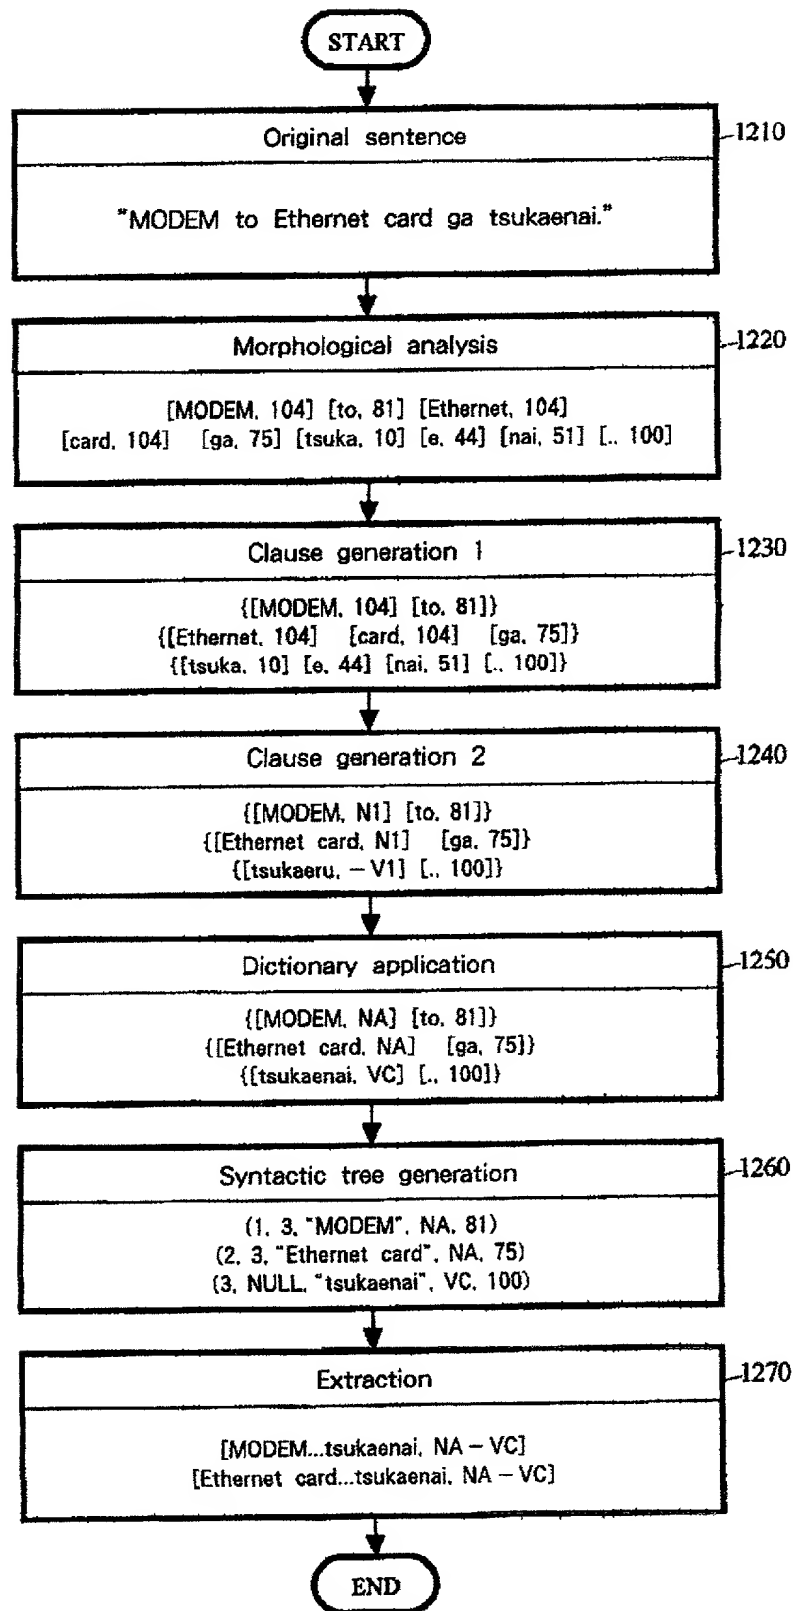 START
Original sentence
1210
"MODEM to Ethernet card ga tsukaenai."
Morphological analysis
1220
[MODEM, 104] [to, 81] [Ethernet, 104]
[card, 104] [ga, 75] [tsuka, 10] [e, 44] [nai, 51] [., 100]
Clause generation 1
1230
{[MODEM, 104] [to, 81]}
{[Ethernet, 104] [card, 104] [ga, 75]}
{[tsuka, 10] [e, 44] [nai, 51] [., 100]}
Clause generation 2
1240
{[MODEM, N1] [to, 81]}
{[Ethernet card, N1] [ga, 75]}
{[tsukaeru, − V1] [., 100]}
Dictionary application
1250
{[MODEM, NA] [to, 81]}
{[Ethernet card, NA] [ga, 75]}
{[tsukaenai, VC] [., 100]}
Syntactic tree generation
1260
(1, 3, "MODEM", NA, 81)
(2, 3, "Ethernet card", NA, 75)
(3, NULL, "tsukaenai", VC, 100)
Extraction
1270
[MODEM...tsukaenai, NA − VC]
[Ethernet card...tsukaenai, NA − VC]
END